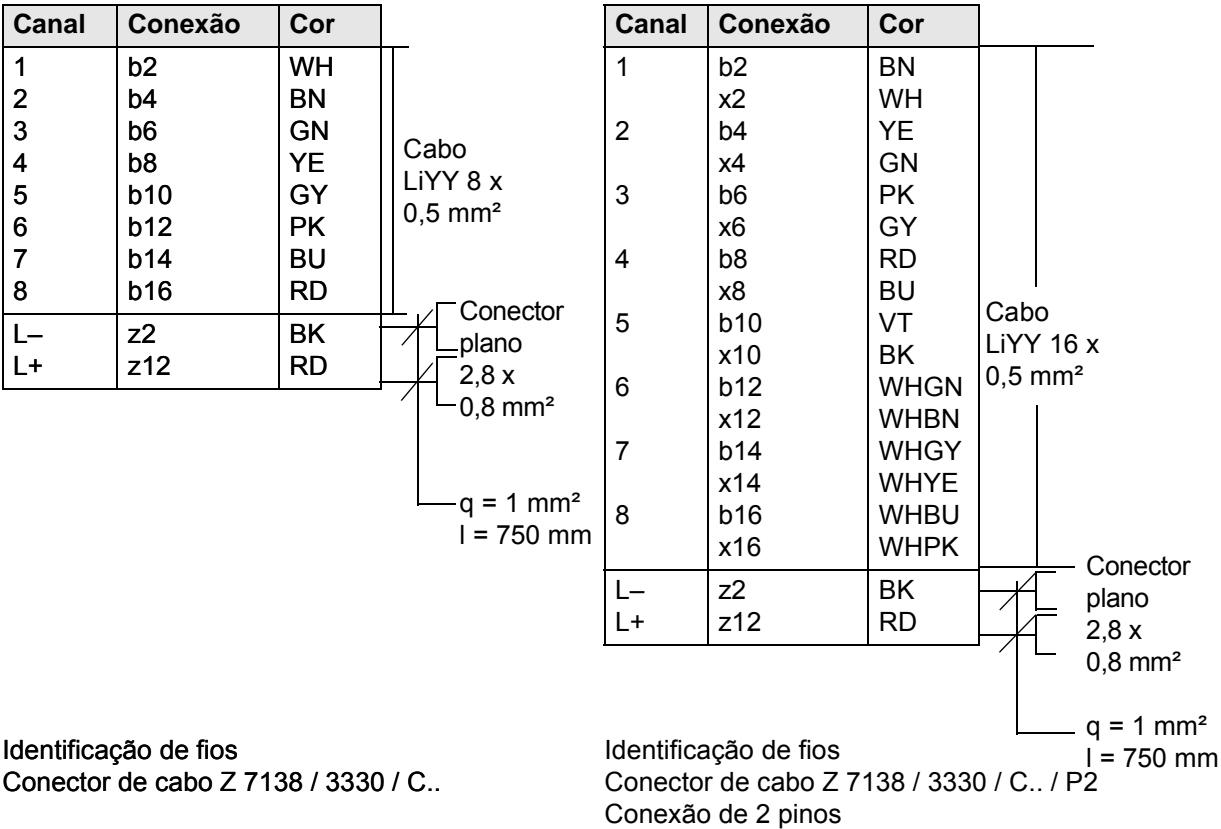 Canal Conexão Cor
1 b2 WH
2 b4 BN
3 b6 GN
4 b8 YE
5 b10 GY
6 b12 PK
7 b14 BU
8 b16 RD
L– z2 BK
L+ z12 RD
Cabo
LiYY 8 x
0,5 mm²
Conector
plano
2,8 x
0,8 mm²
q = 1 mm²
l = 750 mm
Identificação de fios
Conector de cabo Z 7138 / 3330 / C..
Canal Conexão Cor
1 b2 BN
x2 WH
2 b4 YE
x4 GN
3 b6 PK
x6 GY
4 b8 RD
x8 BU
5 b10 VT
x10 BK
6 b12 WHGN
x12 WHBN
7 b14 WHGY
x14 WHYE
8 b16 WHBU
x16 WHPK
L– z2 BK
L+ z12 RD
Cabo
LiYY 16 x
0,5 mm²
Conector
plano
2,8 x
0,8 mm²
q = 1 mm²
l = 750 mm
Identificação de fios
Conector de cabo Z 7138 / 3330 / C.. / P2
Conexão de 2 pinos